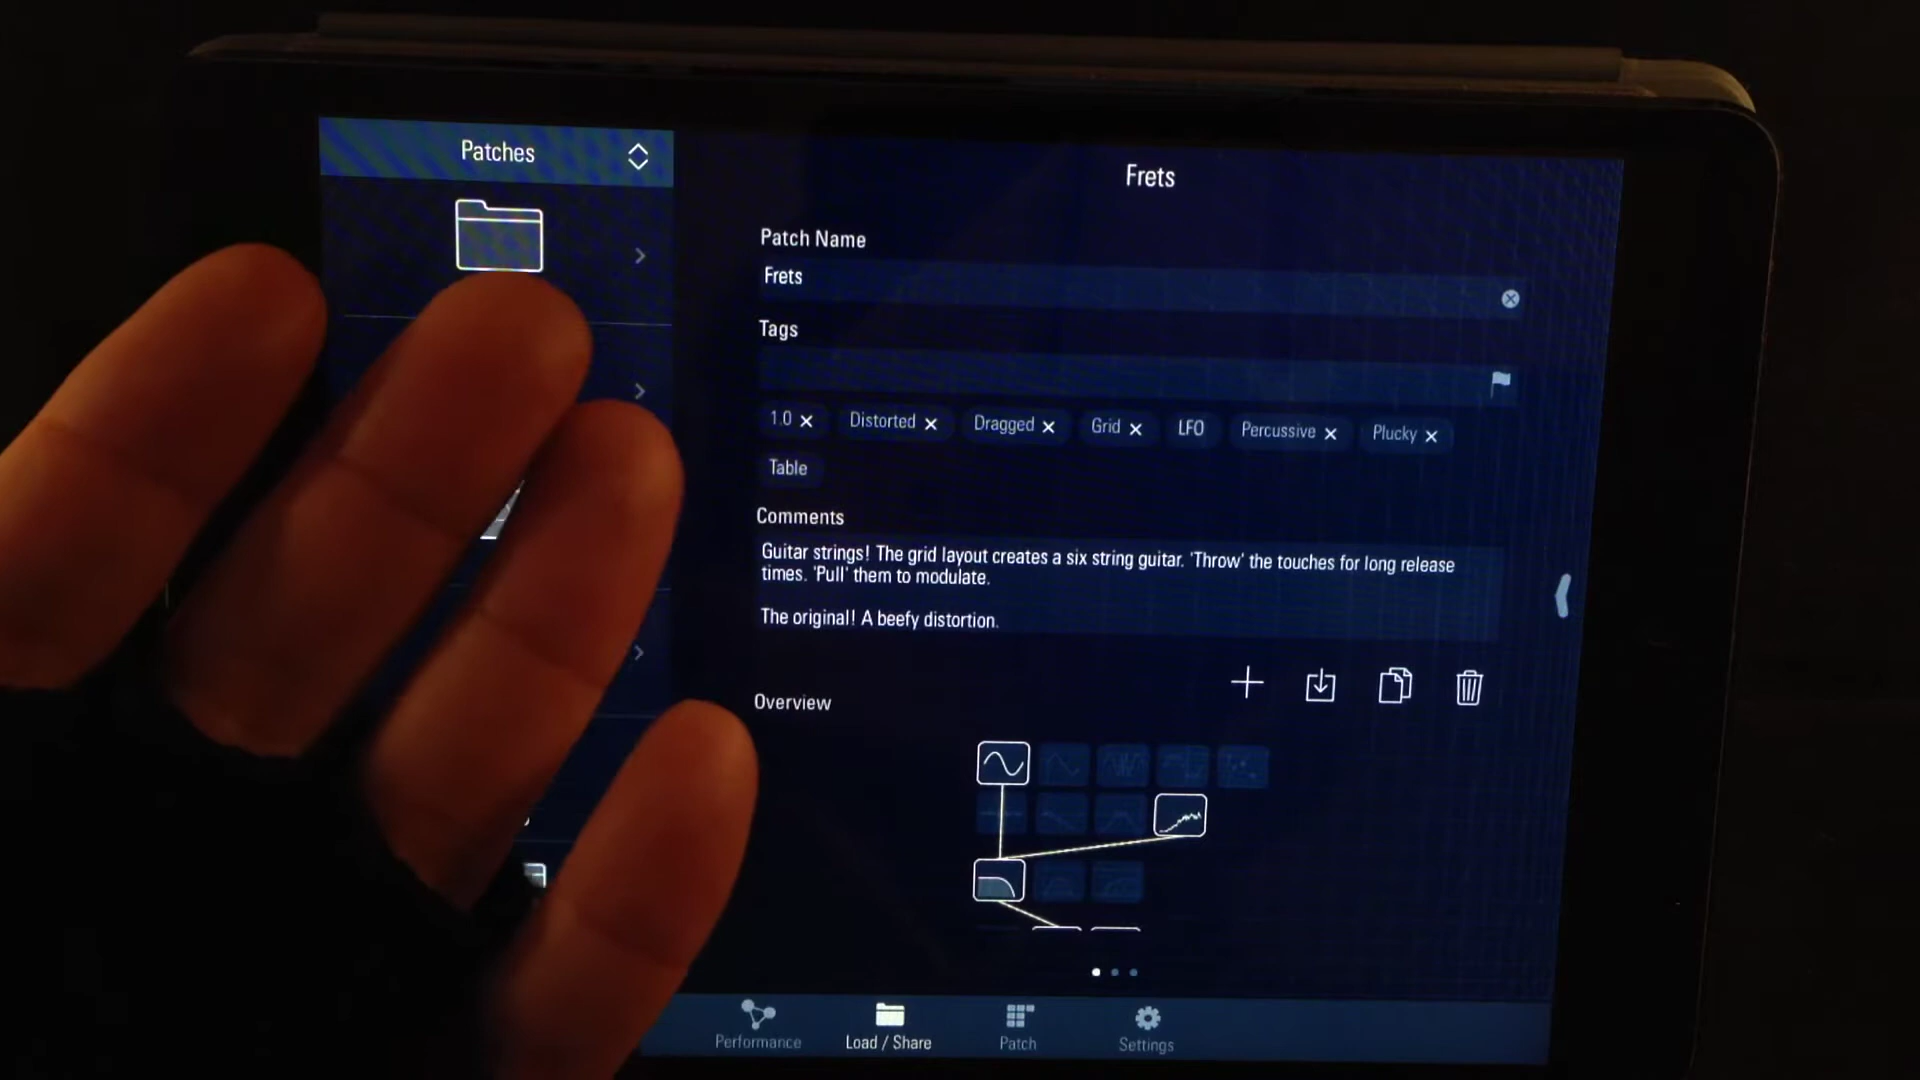 Patches
Frets
Patch Name
Frets
Tags
1.0 Distorted Dragged Grid LFO Percussive Plucky
Table
Comments
Guitar strings! The grid layout creates a six string guitar. 'Throw' the touches for long release
times. 'Pull' them to modulate.
The original! A beefy distortion.
Overview
Performance Load / Share Patch Settings